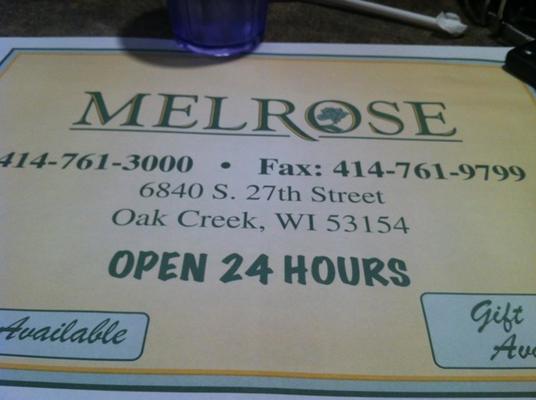 MELROSE
414-761-3000 • Fax: 414-761-9799
6840 S. 27th Street
Oak Creek, WI 53154
OPEN 24 HOURS
Available
Gift